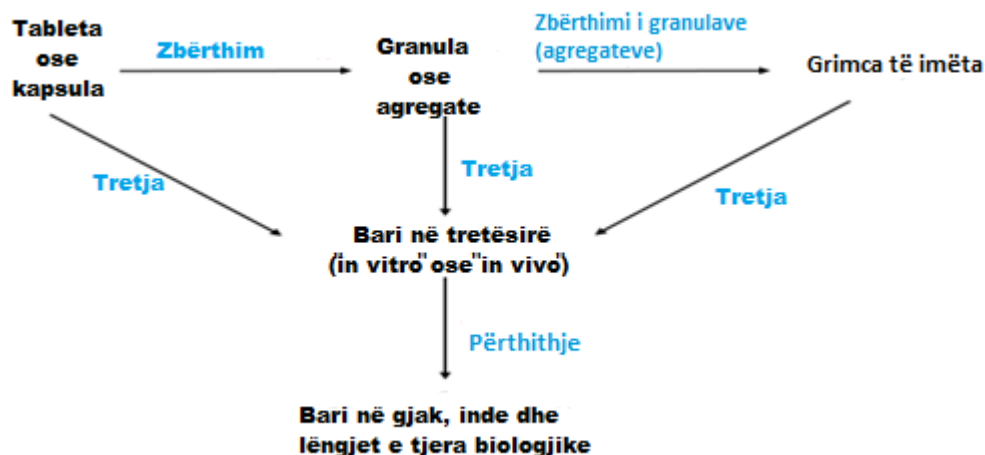 Tableta
ose
kapsula
Zbërthim
Granula
ose
agregate
Zbërthimi i granulave
(agregateve)
Grimca të imëta
Tretja
Tretja
Tretja
Bari në tretësirë
("in vitro" ose "in vivo")
Përthithje
Bari në gjak, inde dhe
lëngjet e tjera biologjike